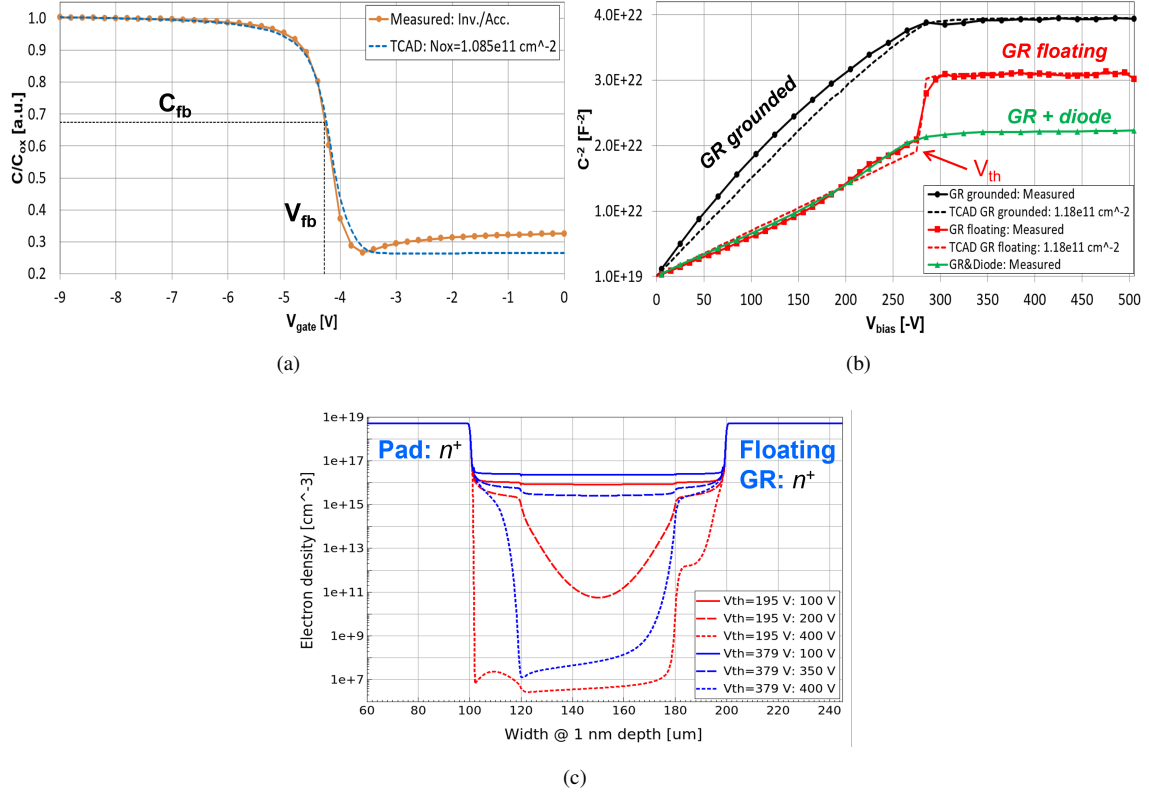 Measured: Inv./Acc.
TCAD: Nox=1.085e11 cm^-2
C/Cox [a.u.]
1.0
0.9
0.8
0.7
0.6
0.5
0.4
0.3
0.2
Cfb
Vfb
-9 -8 -7 -6 -5 -4 -3 -2 -1 0
Vgate [V]
(a)
C-2 [F-2]
4.0E+22
3.0E+22
2.0E+22
1.0E+22
1.0E+19
GR grounded
GR floating
GR + diode
Vth
GR grounded: Measured
TCAD GR grounded: 1.18e11 cm^-2
GR floating: Measured
TCAD GR floating: 1.18e11 cm^-2
GR&Diode: Measured
0 50 100 150 200 250 300 350 400 450 500
Vbias [-V]
(b)
Electron density [cm^-3]
1e+19
1e+17
1e+15
1e+13
1e+11
1e+9
1e+7
Pad: n+
Floating
GR: n+
Vth=195 V: 100 V
Vth=195 V: 200 V
Vth=195 V: 400 V
Vth=379 V: 100 V
Vth=379 V: 350 V
Vth=379 V: 400 V
60 80 100 120 140 160 180 200 220 240
Width @ 1 nm depth [um]
(c)